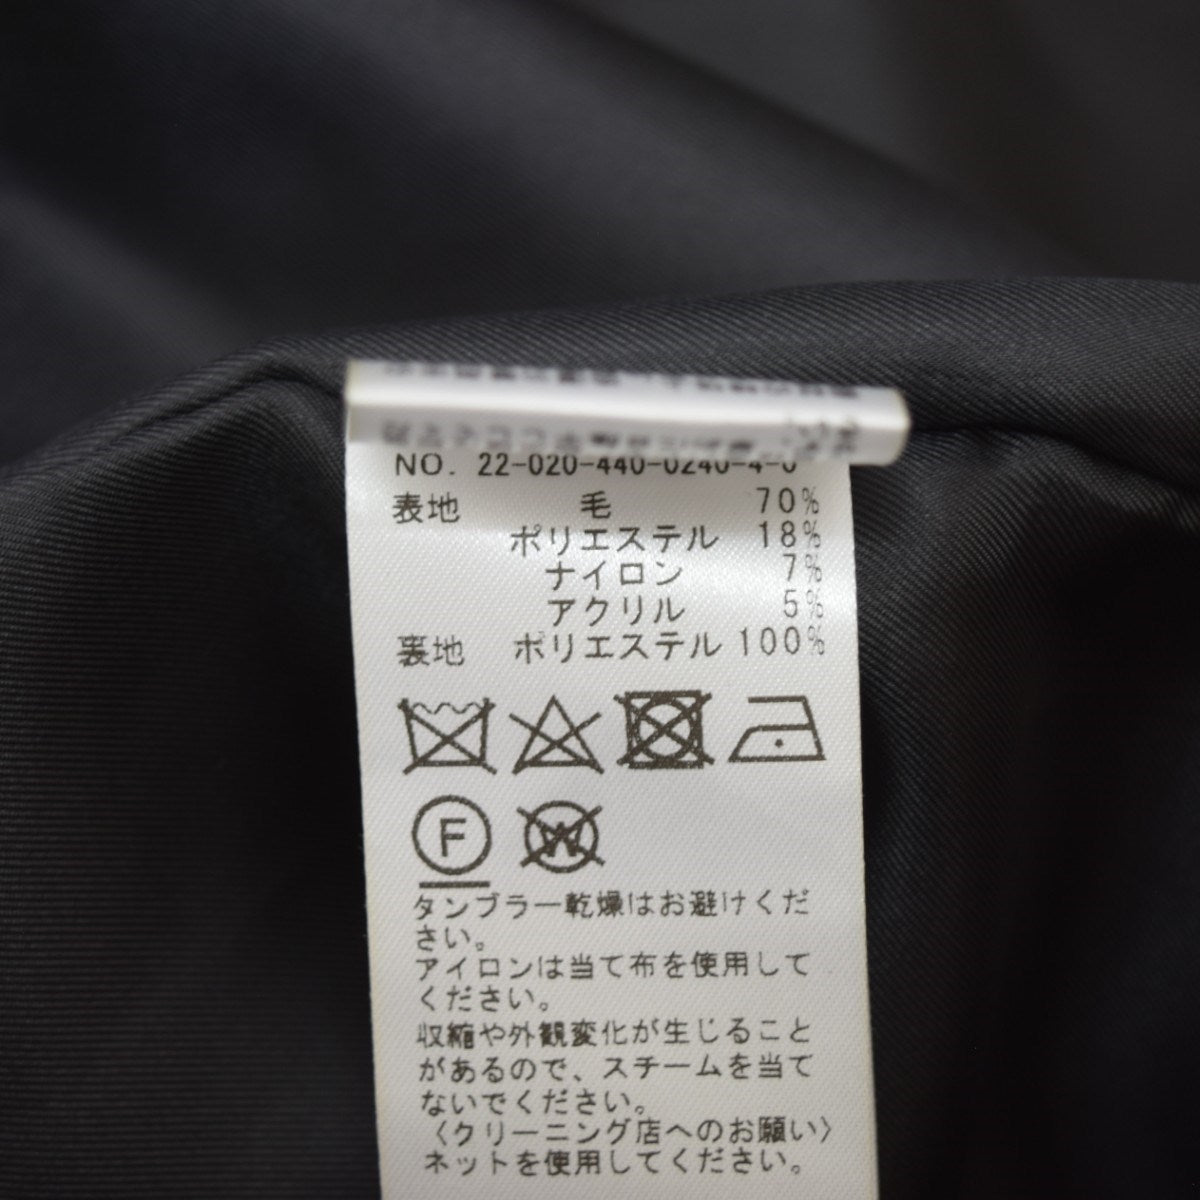 NO. 22-020-440-0240-4-0
表地 毛 70%
ポリエステル 18%
ナイロン 7%
アクリル 5%
裏地 ポリエステル 100%
F W
タンブラー乾燥はお避けくだ
さい。
アイロンは当て布を使用して
ください。
収縮や外観変化が生じること
があるので、スチームを当て
ないでください。
〈クリーニング店へのお願い〉
ネットを使用してください。